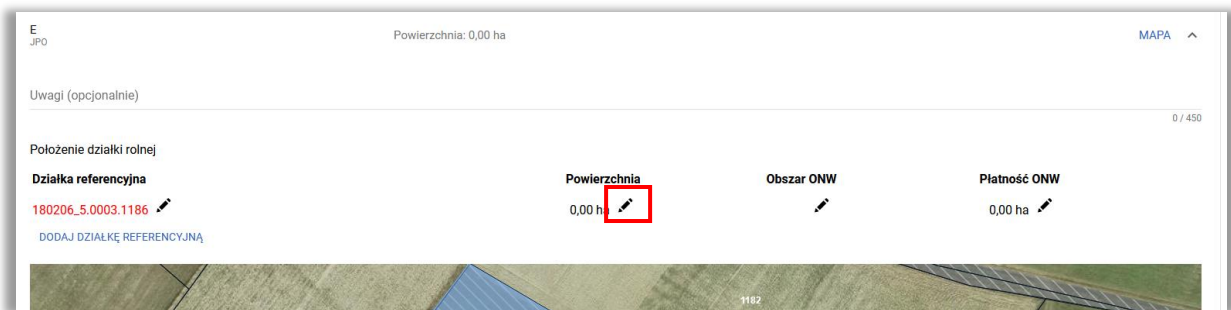 E
JPO
Powierzchnia: 0,00 ha
MAPA
Uwagi (opcjonalnie)
0 / 450
Położenie działki rolnej
Działka referencyjna Powierzchnia Obszar ONW Płatność ONW
180206_5.0003.1186 0,00 ha 0,00 ha
DODAJ DZIAŁKĘ REFERENCYJNĄ
1182